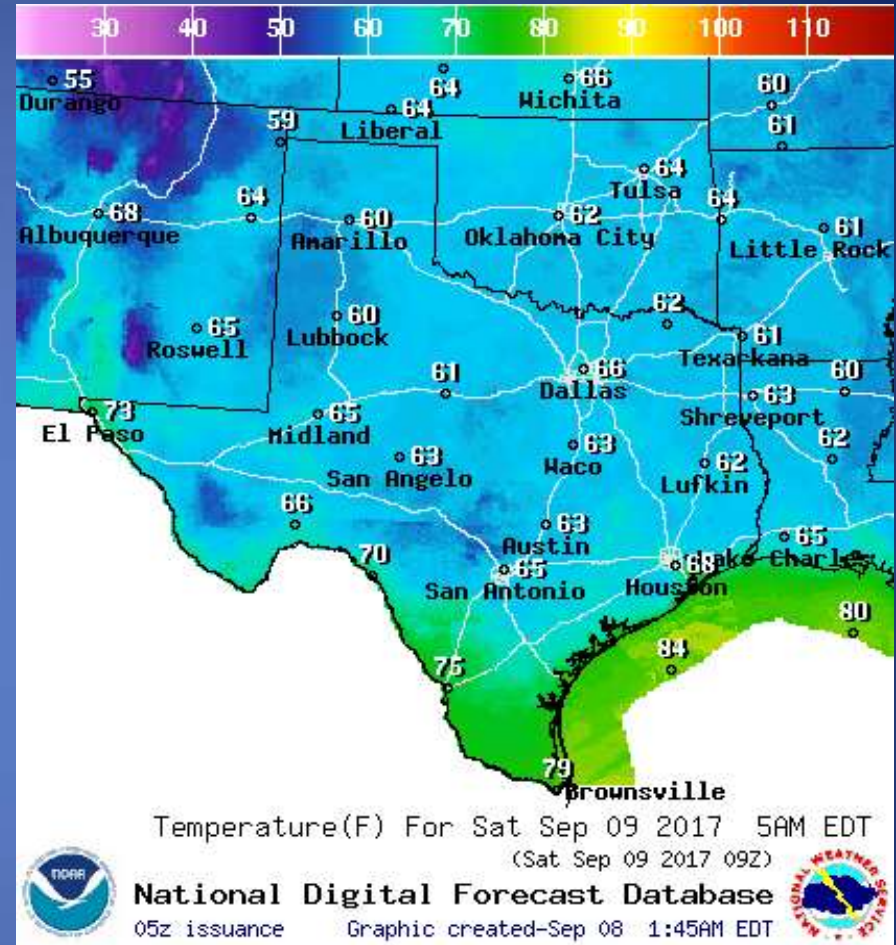 30 40 50 60 70 80 90 100 110
55
Durango
64
66
Wichita
60
64
Liberal
59
61
64
Tulsa
68
Albuquerque
64
60
Amarillo
62
Oklahoma City
64
61
Little Rock
65
Roswell
60
Lubbock
62
61
Texarkana
66
Dallas
61
60
63
Shreveport
73
El Paso
65
Midland
63
San Angelo
63
Waco
62
Lufkin
62
66
63
Austin
65
Lake Charles
70
65
San Antonio
68
Houston
80
84
75
79
Brownsville
Temperature(F) For Sat Sep 09 2017 5AM EDT
(Sat Sep 09 2017 09Z)
NOAA
National Digital Forecast Database
NATIONAL WEATHER SERVICE
05z issuance Graphic created-Sep 08 1:45AM EDT